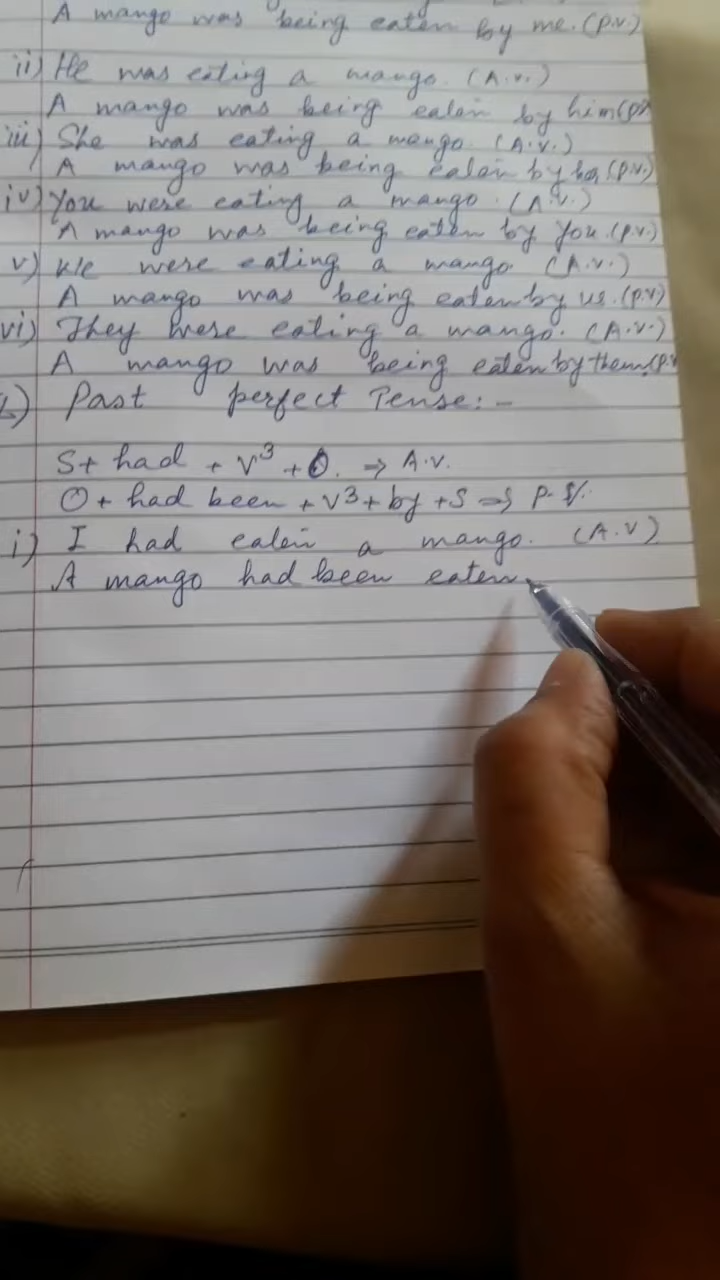 A mango was being eaten by me. (P.V)
ii) He was eating a mango. (A.V.)
A mango was being eaten by him (P.V
iii) She was eating a mango. (A.V.)
A mango was being eaten by her (P.V.)
iv) You were eating a mango. (A.V.)
A mango was being eaten by you. (P.V.)
v) We were eating a mango. (A.V.)
A mango was being eaten by us. (P.V)
vi) They were eating a mango. (A.V.)
A mango was being eaten by them. (P.V
Past perfect Tense:-
S + had + V³ + O. ⇒ A.V.
O + had been + V³ + by + S ⇒ P.V.
i) I had eaten a mango. (A.V)
A mango had been eaten